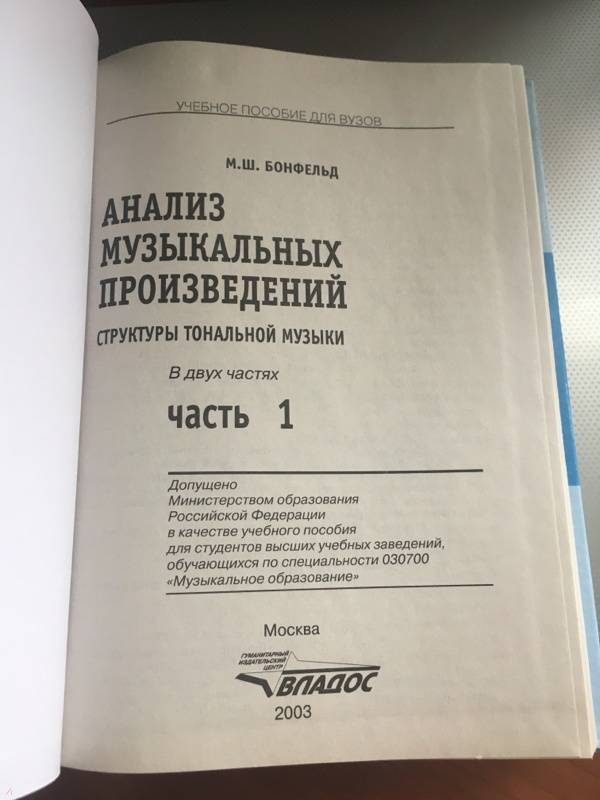 УЧЕБНОЕ ПОСОБИЕ ДЛЯ ВУЗОВ
М.Ш. БОНФЕЛЬД
АНАЛИЗ
МУЗЫКАЛЬНЫХ
ПРОИЗВЕДЕНИЙ
СТРУКТУРЫ ТОНАЛЬНОЙ МУЗЫКИ
В двух частях
часть 1
Допущено
Министерством образования
Российской Федерации
в качестве учебного пособия
для студентов высших учебных заведений,
обучающихся по специальности 030700
«Музыкальное образование»
Москва
ГУМАНИТАРНЫЙ
ИЗДАТЕЛЬСКИЙ
ЦЕНТР
ВЛАДОС
2003